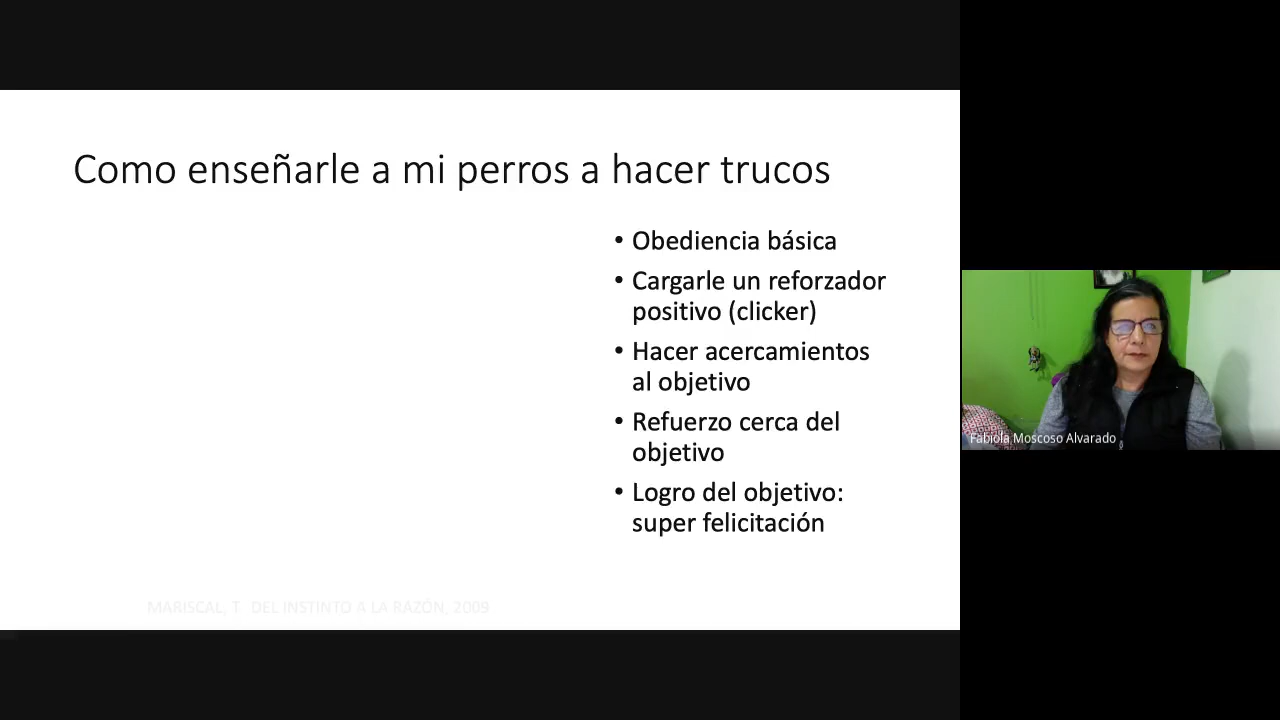 Como enseñarle a mi perros a hacer trucos
• Obediencia básica
• Cargarle un reforzador
positivo (clicker)
• Hacer acercamientos
al objetivo
• Refuerzo cerca del
objetivo
• Logro del objetivo:
super felicitación
MARISCAL, T  DEL INSTINTO A LA RAZÓN, 2009
Fabiola Moscoso Alvarado